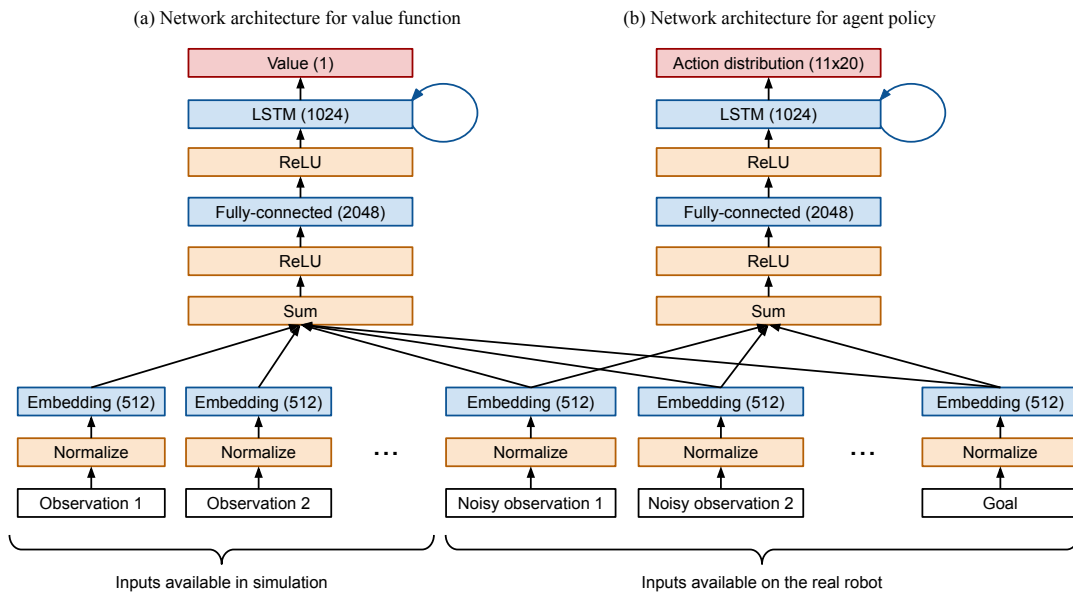 (a) Network architecture for value function
(b) Network architecture for agent policy
Value (1)
LSTM (1024)
ReLU
Fully-connected (2048)
ReLU
Sum
Action distribution (11x20)
LSTM (1024)
ReLU
Fully-connected (2048)
ReLU
Sum
Embedding (512)
Embedding (512)
Embedding (512)
Embedding (512)
Embedding (512)
Normalize
Normalize
...
Normalize
Normalize
...
Normalize
Observation 1
Observation 2
Noisy observation 1
Noisy observation 2
Goal
Inputs available in simulation
Inputs available on the real robot